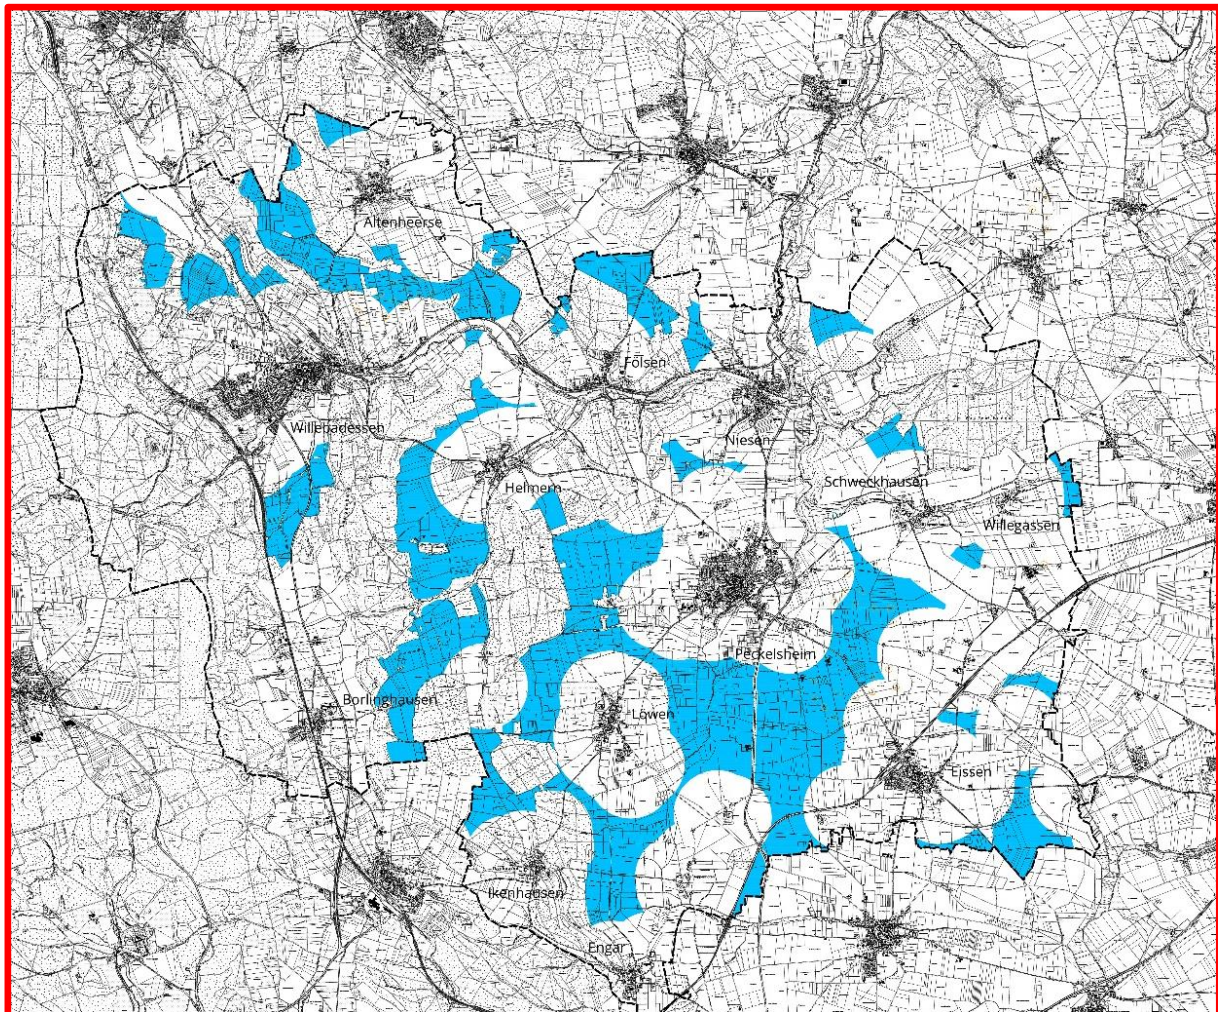 Altenheerse
Fölsen
Willebadessen
Niesen
Helmern
Schweckhausen
Willegassen
Peckelsheim
Borlinghausen
Löwen
Eissen
Ikenhausen
Engar